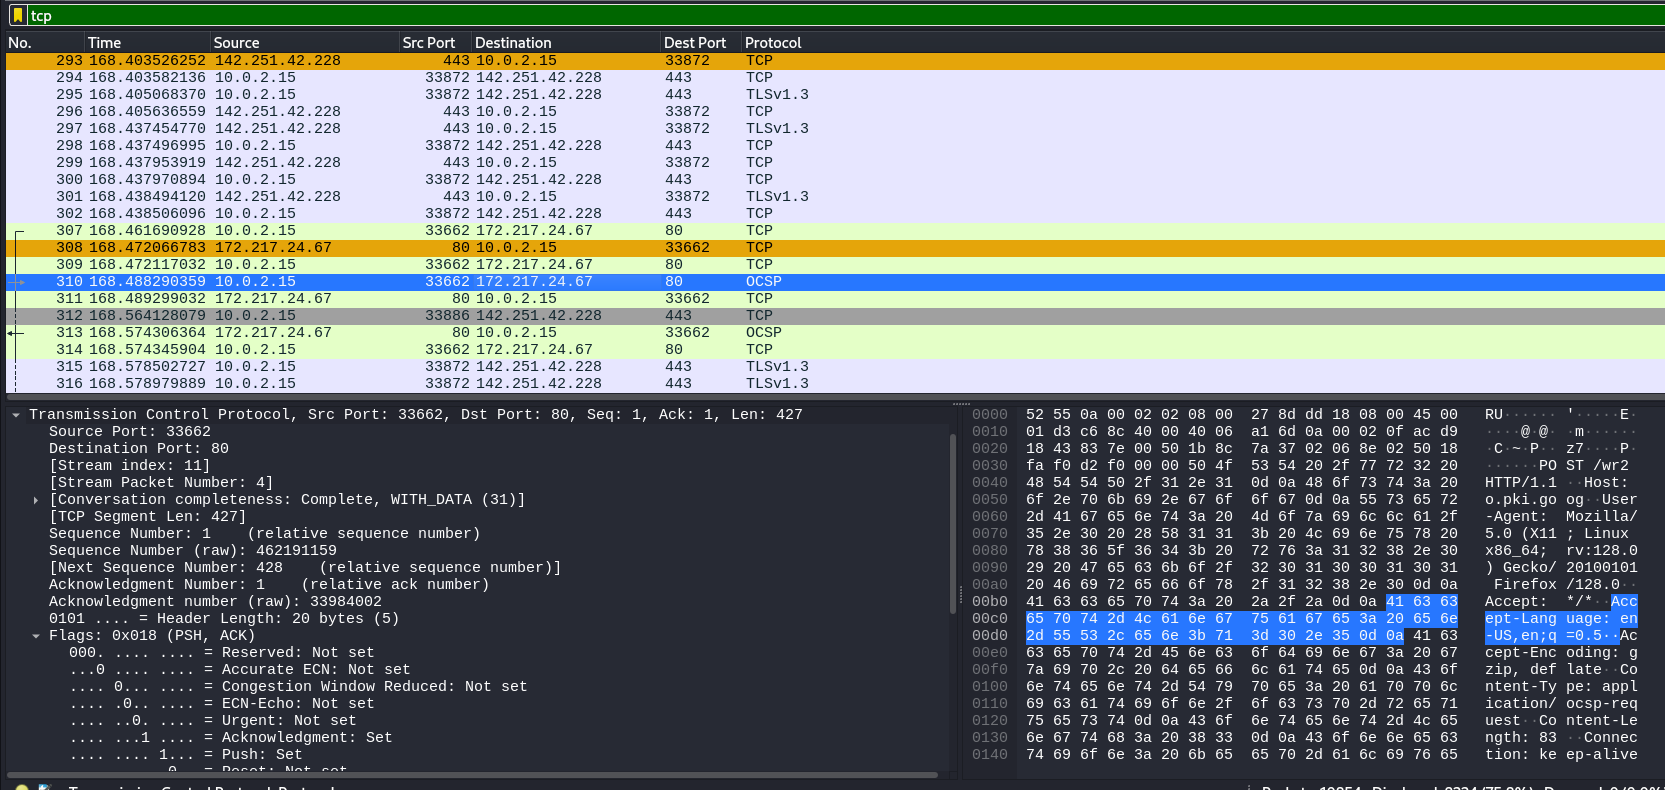 tcp
No. Time Source Src Port Destination Dest Port Protocol
293 168.403526252 142.251.42.228 443 10.0.2.15 33872 TCP
294 168.403582136 10.0.2.15 33872 142.251.42.228 443 TCP
295 168.405068370 10.0.2.15 33872 142.251.42.228 443 TLSv1.3
296 168.405636559 142.251.42.228 443 10.0.2.15 33872 TCP
297 168.437454770 142.251.42.228 443 10.0.2.15 33872 TLSv1.3
298 168.437496995 10.0.2.15 33872 142.251.42.228 443 TCP
299 168.437953919 142.251.42.228 443 10.0.2.15 33872 TCP
300 168.437970894 10.0.2.15 33872 142.251.42.228 443 TCP
301 168.438494120 142.251.42.228 443 10.0.2.15 33872 TLSv1.3
302 168.438506096 10.0.2.15 33872 142.251.42.228 443 TCP
307 168.461690928 10.0.2.15 33662 172.217.24.67 80 TCP
308 168.472066783 172.217.24.67 80 10.0.2.15 33662 TCP
309 168.472117032 10.0.2.15 33662 172.217.24.67 80 TCP
310 168.488290359 10.0.2.15 33662 172.217.24.67 80 OCSP
311 168.489299032 172.217.24.67 80 10.0.2.15 33662 TCP
312 168.564128079 10.0.2.15 33886 142.251.42.228 443 TCP
313 168.574306364 172.217.24.67 80 10.0.2.15 33662 OCSP
314 168.574345904 10.0.2.15 33662 172.217.24.67 80 TCP
315 168.578502727 10.0.2.15 33872 142.251.42.228 443 TLSv1.3
316 168.578979889 10.0.2.15 33872 142.251.42.228 443 TLSv1.3
Transmission Control Protocol, Src Port: 33662, Dst Port: 80, Seq: 1, Ack: 1, Len: 427
Source Port: 33662
Destination Port: 80
[Stream index: 11]
[Stream Packet Number: 4]
[Conversation completeness: Complete, WITH_DATA (31)]
[TCP Segment Len: 427]
Sequence Number: 1 (relative sequence number)
Sequence Number (raw): 462191159
[Next Sequence Number: 428 (relative sequence number)]
Acknowledgment Number: 1 (relative ack number)
Acknowledgment number (raw): 33984002
0101 .... = Header Length: 20 bytes (5)
Flags: 0x018 (PSH, ACK)
000. .... .... = Reserved: Not set
...0 .... .... = Accurate ECN: Not set
.... 0... .... = Congestion Window Reduced: Not set
.... .0.. .... = ECN-Echo: Not set
.... ..0. .... = Urgent: Not set
.... ...1 .... = Acknowledgment: Set
.... .... 1... = Push: Set
0000 52 55 0a 00 02 02 08 00 27 8d dd 18 08 00 45 00 RU······ '·····E·
0010 01 d3 c6 8c 40 00 40 06 a1 6d 0a 00 02 0f ac d9 ····@·@· ·m······
0020 18 43 83 7e 00 50 1b 8c 7a 37 02 06 8e 02 50 18 ·C·~·P·· z7····P·
0030 fa f0 d2 f0 00 00 50 4f 53 54 20 2f 77 72 32 20 ······PO ST /wr2
0040 48 54 54 50 2f 31 2e 31 0d 0a 48 6f 73 74 3a 20 HTTP/1.1 ··Host:
0050 6f 2e 70 6b 69 2e 67 6f 6f 67 0d 0a 55 73 65 72 o.pki.go og··User
0060 2d 41 67 65 6e 74 3a 20 4d 6f 7a 69 6c 6c 61 2f -Agent: Mozilla/
0070 35 2e 30 20 28 58 31 31 3b 20 4c 69 6e 75 78 20 5.0 (X11 ; Linux
0080 78 38 36 5f 36 34 3b 20 72 76 3a 31 32 38 2e 30 x86_64; rv:128.0
0090 29 20 47 65 63 6b 6f 2f 32 30 31 30 30 31 30 31 ) Gecko/ 20100101
00a0 20 46 69 72 65 66 6f 78 2f 31 32 38 2e 30 0d 0a Firefox /128.0··
00b0 41 63 63 65 70 74 3a 20 2a 2f 2a 0d 0a 41 63 63 Accept: */*··Acc
00c0 65 70 74 2d 4c 61 6e 67 75 61 67 65 3a 20 65 6e ept-Lang uage: en
00d0 2d 55 53 2c 65 6e 3b 71 3d 30 2e 35 0d 0a 41 63 -US,en;q =0.5··Ac
00e0 63 65 70 74 2d 45 6e 63 6f 64 69 6e 67 3a 20 67 cept-Enc oding: g
00f0 7a 69 70 2c 20 64 65 66 6c 61 74 65 0d 0a 43 6f zip, def late··Co
0100 6e 74 65 6e 74 2d 54 79 70 65 3a 20 61 70 70 6c ntent-Ty pe: appl
0110 69 63 61 74 69 6f 6e 2f 6f 63 73 70 2d 72 65 71 ication/ ocsp-req
0120 75 65 73 74 0d 0a 43 6f 6e 74 65 6e 74 2d 4c 65 uest··Co ntent-Le
0130 6e 67 74 68 3a 20 38 33 0d 0a 43 6f 6e 6e 65 63 ngth: 83 ··Connec
0140 74 69 6f 6e 3a 20 6b 65 65 70 2d 61 6c 69 76 65 tion: ke ep-alive